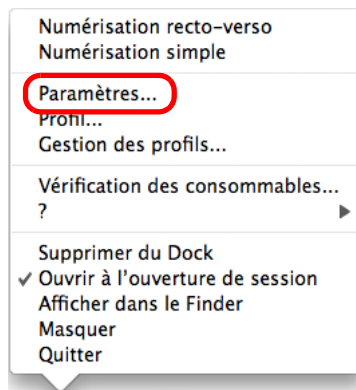 Numérisation recto-verso
Numérisation simple
Paramètres...
Profil...
Gestion des profils...
Vérification des consommables...
?
Supprimer du Dock
✓ Ouvrir à l'ouverture de session
Afficher dans le Finder
Masquer
Quitter